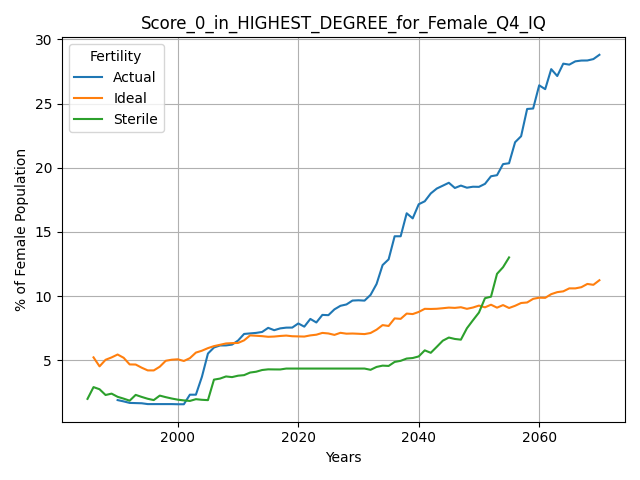 Score_0_in_HIGHEST_DEGREE_for_Female_Q4_IQ
Fertility
Actual
Ideal
Sterile
% of Female Population
30
25
20
15
10
5
2000
2020
2040
2060
Years